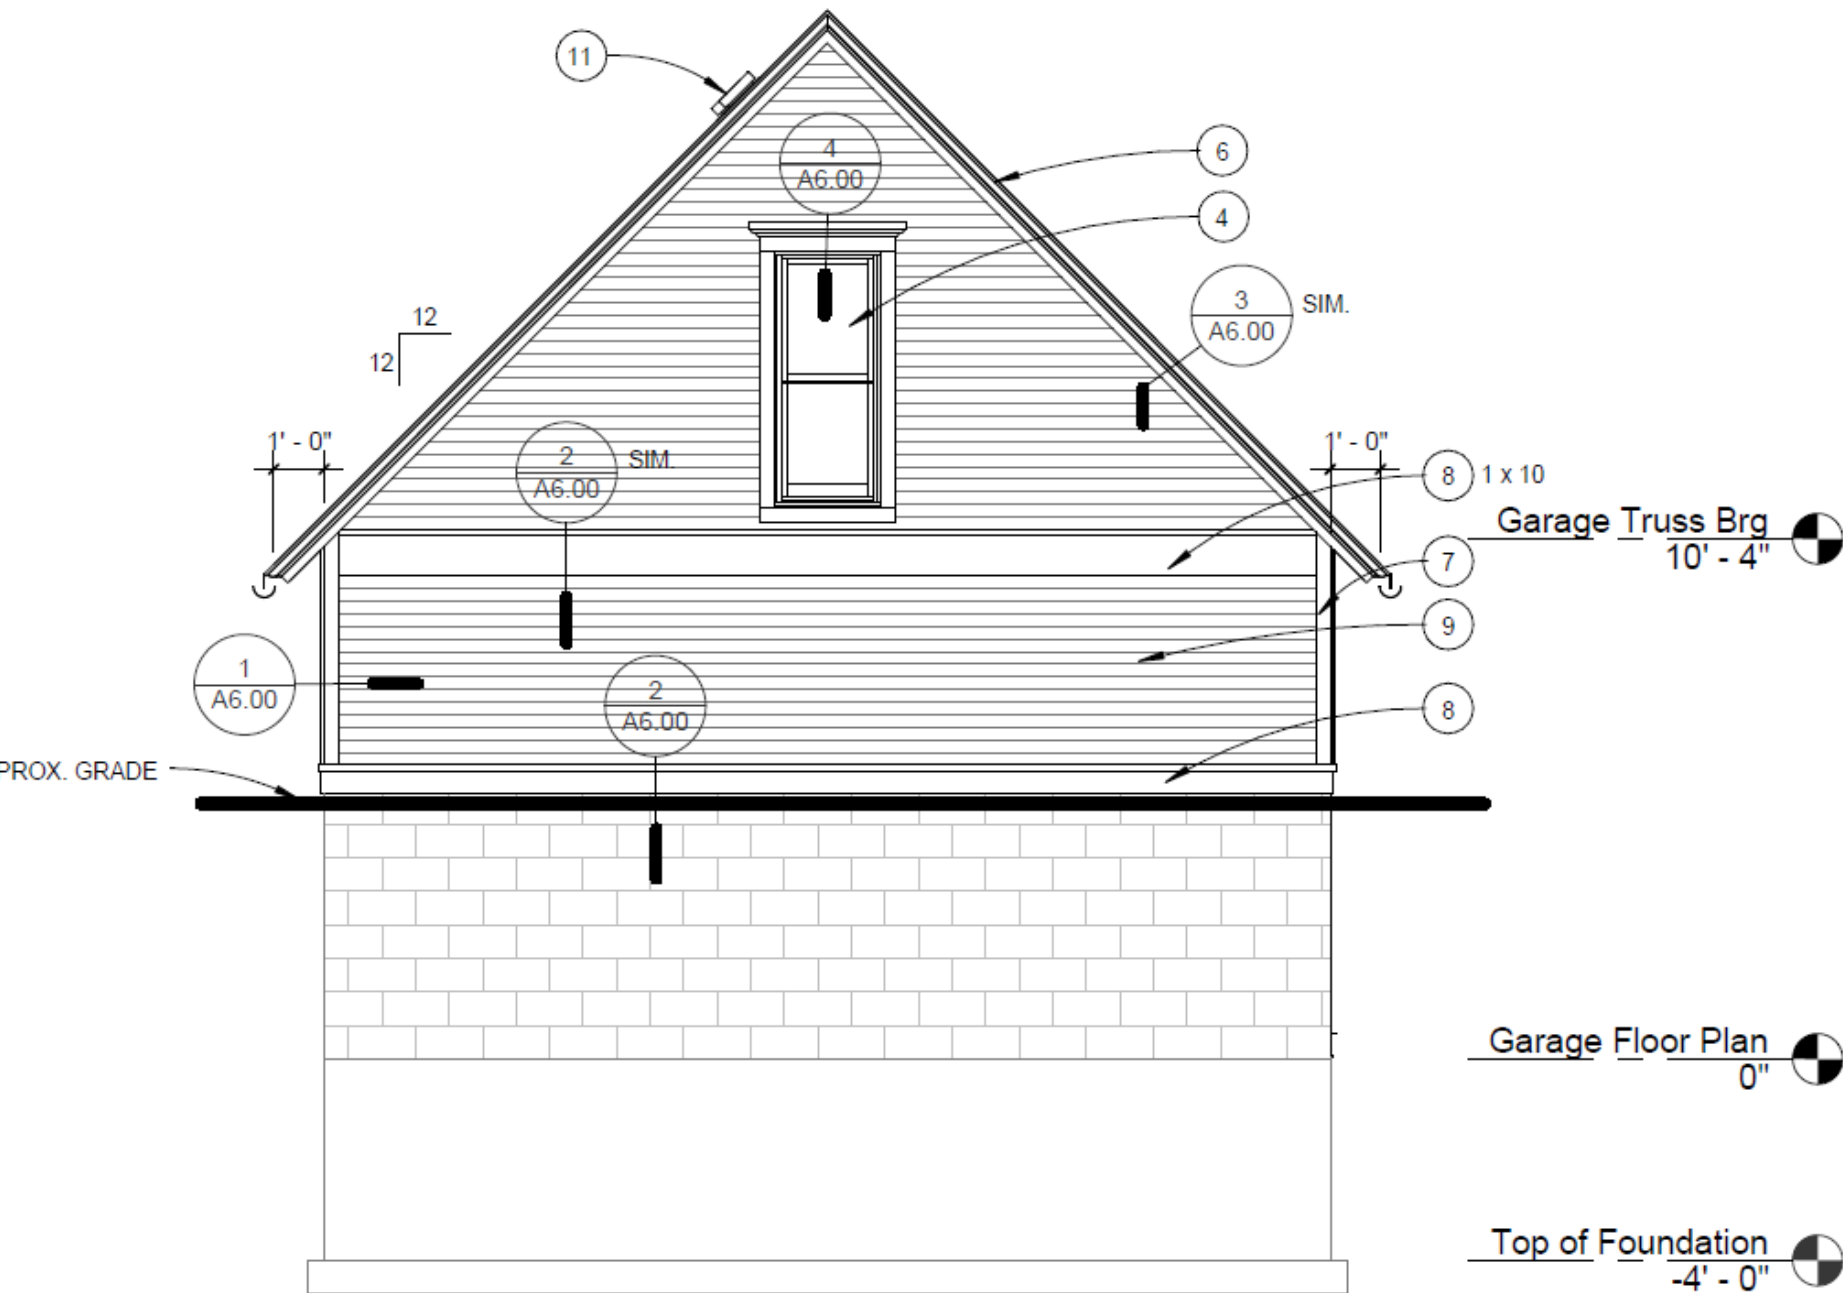 11
6
4
A6.00
4
3
A6.00
SIM.
12
12
1' - 0"
1' - 0"
2
A6.00
SIM.
8
1 x 10
Garage Truss Brg
10' - 4"
7
9
1
A6.00
2
A6.00
8
PROX. GRADE
Garage Floor Plan
0"
Top of Foundation
-4' - 0"